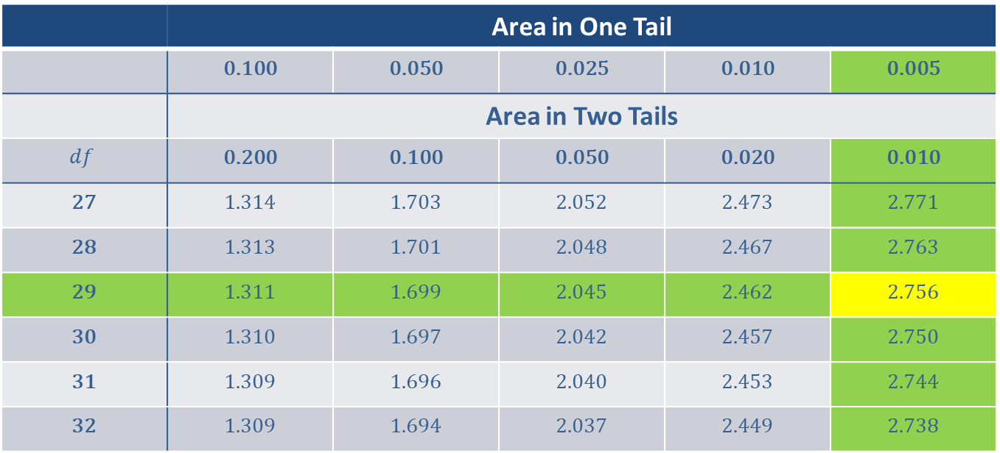 Area in One Tail
0.100 0.050 0.025 0.010 0.005
Area in Two Tails
df 0.200 0.100 0.050 0.020 0.010
27 1.314 1.703 2.052 2.473 2.771
28 1.313 1.701 2.048 2.467 2.763
29 1.311 1.699 2.045 2.462 2.756
30 1.310 1.697 2.042 2.457 2.750
31 1.309 1.696 2.040 2.453 2.744
32 1.309 1.694 2.037 2.449 2.738